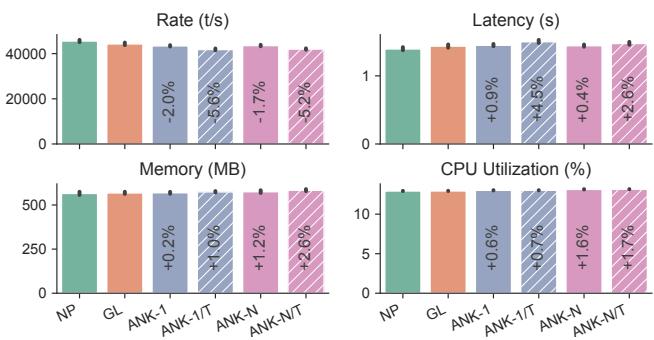 Rate (t/s)
40000
20000
0
-2.0%
-5.6%
-1.7%
-5.2%
Latency (s)
1
0
+0.9%
+4.5%
+0.4%
+2.6%
Memory (MB)
500
250
0
+0.2%
+1.0%
+1.2%
+2.6%
NP
GL
ANK-1
ANK-1/T
ANK-N
ANK-N/T
CPU Utilization (%)
10
5
0
+0.6%
+0.7%
+1.6%
+1.7%
NP
GL
ANK-1
ANK-1/T
ANK-N
ANK-N/T